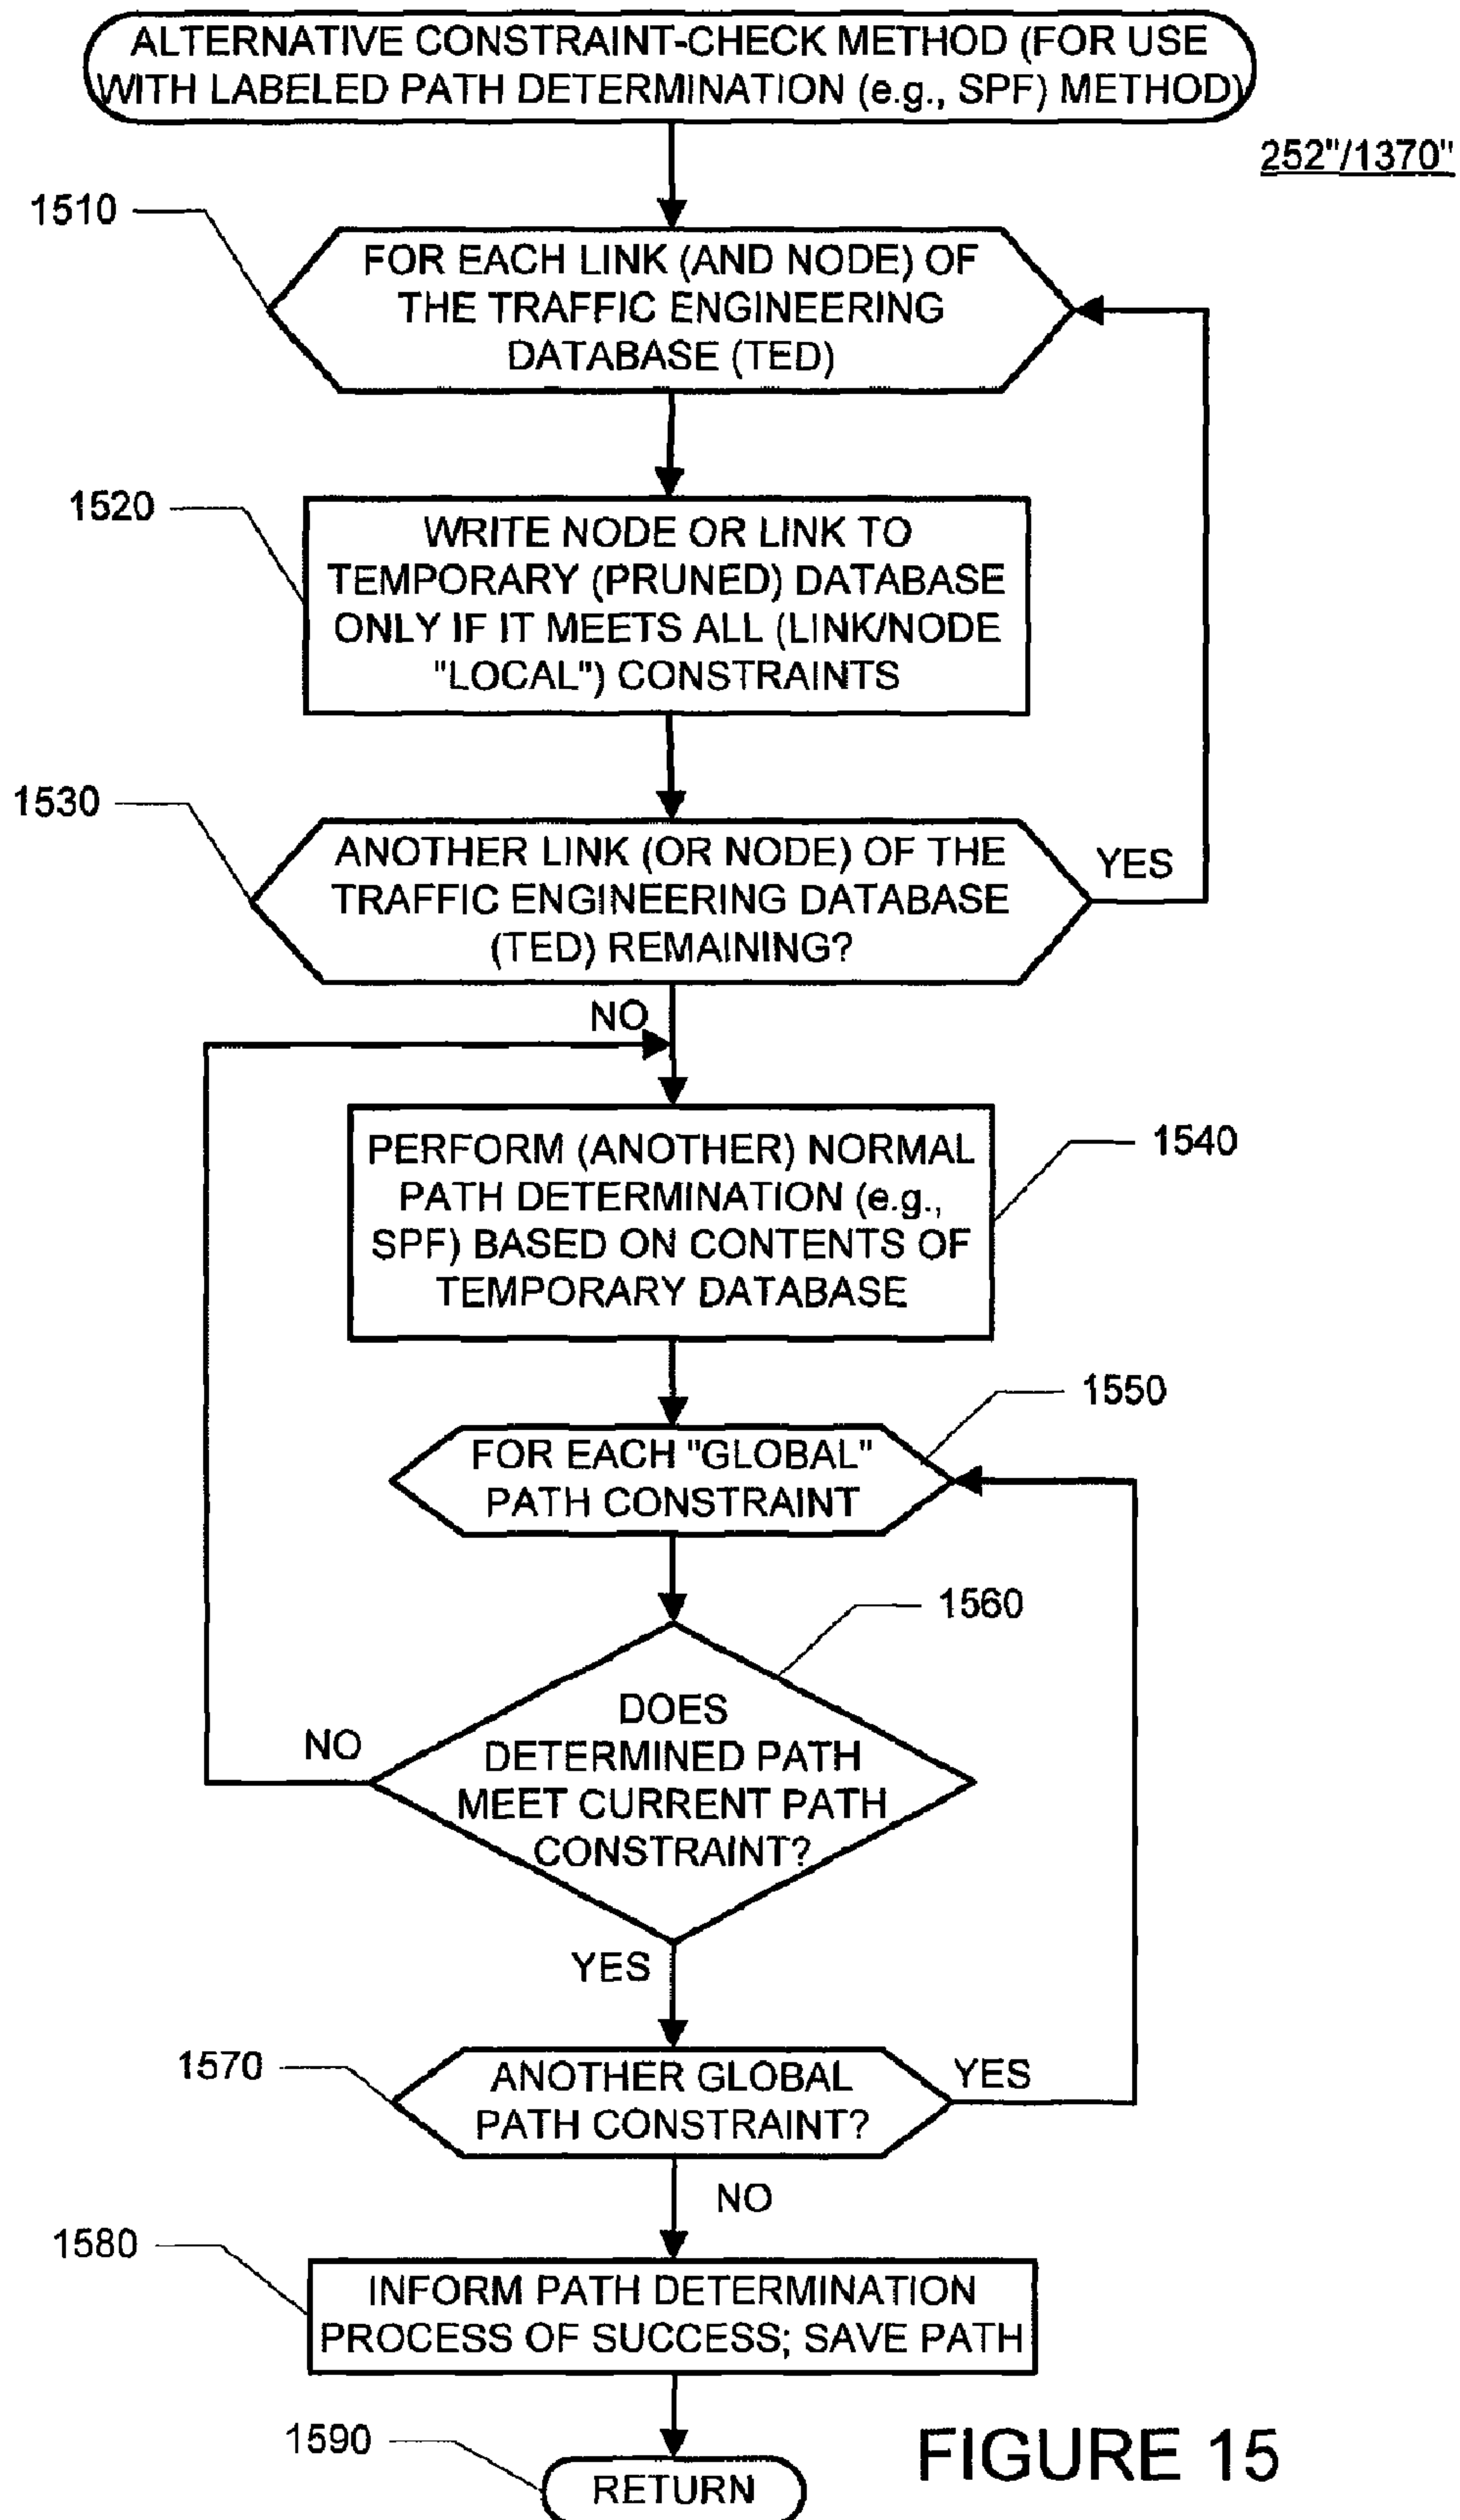 ALTERNATIVE CONSTRAINT-CHECK METHOD (FOR USE
WITH LABELED PATH DETERMINATION (e.g., SPF) METHOD)
252"/1370"
1510
FOR EACH LINK (AND NODE) OF
THE TRAFFIC ENGINEERING
DATABASE (TED)
1520
WRITE NODE OR LINK TO
TEMPORARY (PRUNED) DATABASE
ONLY IF IT MEETS ALL (LINK/NODE
"LOCAL") CONSTRAINTS
1530
ANOTHER LINK (OR NODE) OF THE
TRAFFIC ENGINEERING DATABASE
(TED) REMAINING?
YES
NO
PERFORM (ANOTHER) NORMAL
PATH DETERMINATION (e.g.,
SPF) BASED ON CONTENTS OF
TEMPORARY DATABASE
1540
1550
FOR EACH "GLOBAL"
PATH CONSTRAINT
1560
DOES
DETERMINED PATH
MEET CURRENT PATH
CONSTRAINT?
NO
YES
1570
ANOTHER GLOBAL
PATH CONSTRAINT?
YES
NO
1580
INFORM PATH DETERMINATION
PROCESS OF SUCCESS; SAVE PATH
1590
RETURN
FIGURE 15